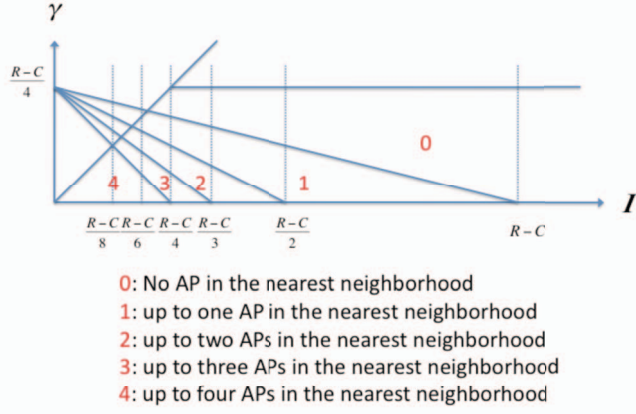 γ
R–C
4
0
4 3 2 1
I
R–C R–C R–C R–C R–C R–C
8 6 4 3 2
0: No AP in the nearest neighborhood
1: up to one AP in the nearest neighborhood
2: up to two APs in the nearest neighborhood
3: up to three APs in the nearest neighborhood
4: up to four APs in the nearest neighborhood